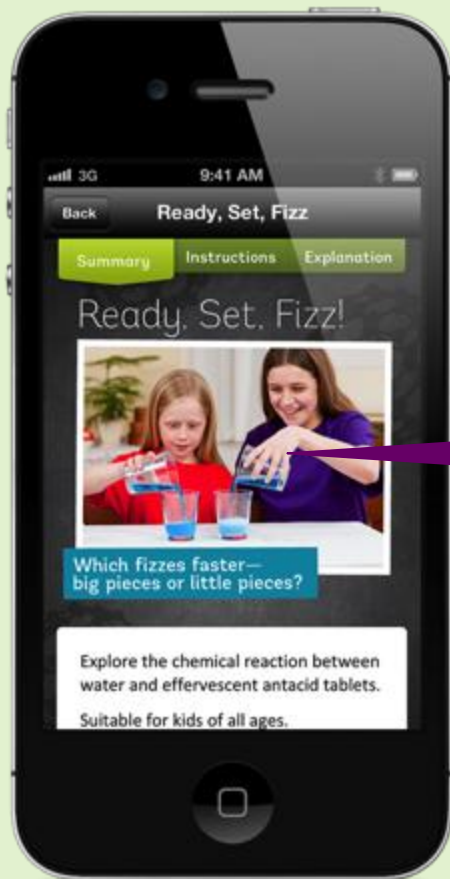 3G 9:41 AM
Back Ready, Set, Fizz
Summary Instructions Explanation
Ready, Set, Fizz!
Which fizzes faster—
big pieces or little pieces?
Explore the chemical reaction between
water and effervescent antacid tablets.
Suitable for kids of all ages.